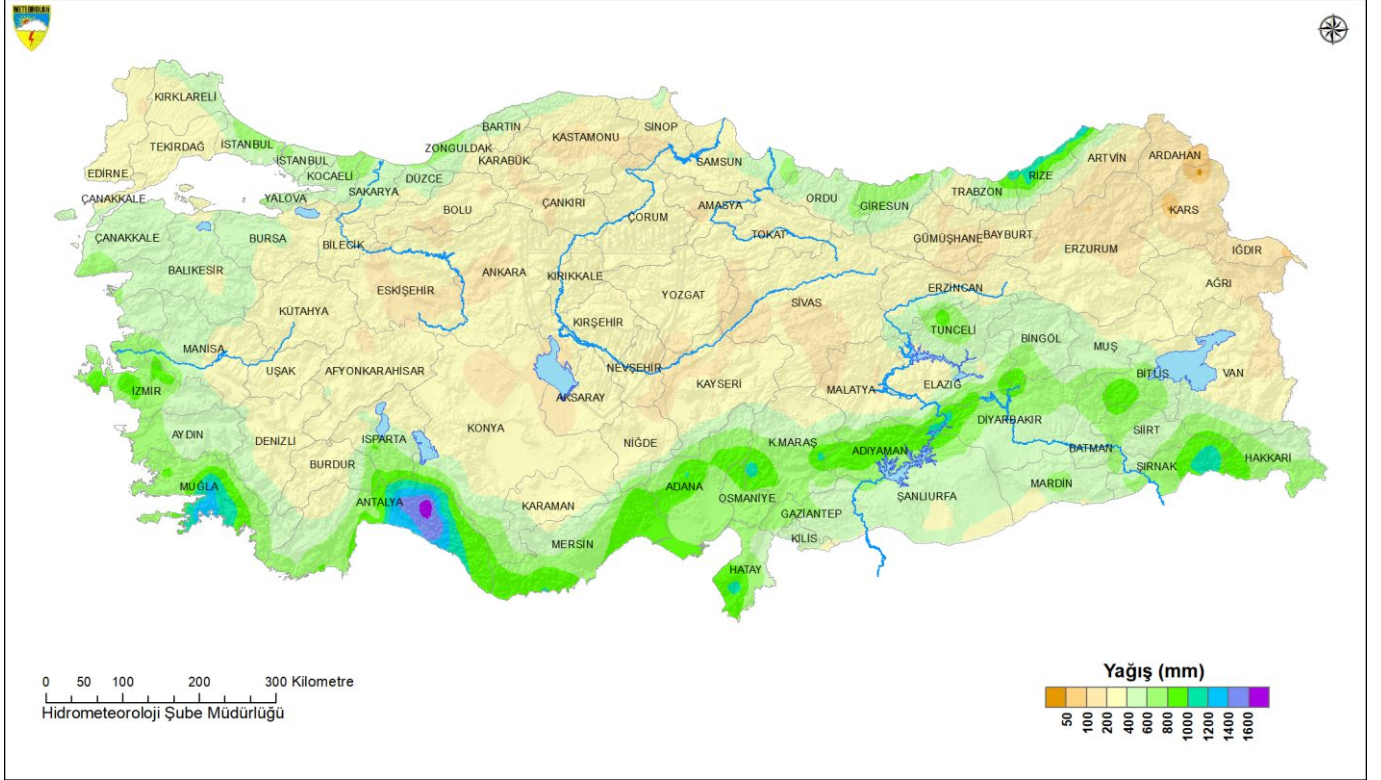 METEOROLOJİ
KIRKLARELİ
TEKİRDAĞ
İSTANBUL
EDİRNE
ÇANAKKALE
İSTANBUL
KOCAELİ
YALOVA
SAKARYA
DÜZCE
ZONGULDAK
BARTIN
KARABÜK
KASTAMONU
SİNOP
SAMSUN
BOLU
ÇANKIRI
ÇORUM
AMASYA
TOKAT
ORDU
GİRESUN
TRABZON
RİZE
ARTVİN
ARDAHAN
KARS
IĞDIR
AĞRI
ERZURUM
GÜMÜŞHANE
BAYBURT
ÇANAKKALE
BALIKESİR
BURSA
BİLECİK
ESKİŞEHİR
ANKARA
KIRIKKALE
YOZGAT
SİVAS
ERZİNCAN
TUNCELİ
BİNGÖL
MUŞ
BİTLİS
VAN
KÜTAHYA
KIRŞEHİR
MANİSA
UŞAK
AFYONKARAHİSAR
NEVŞEHİR
KAYSERİ
MALATYA
ELAZIĞ
İZMİR
AKSARAY
DİYARBAKIR
SİİRT
AYDIN
DENİZLİ
ISPARTA
KONYA
NİĞDE
K.MARAŞ
ADIYAMAN
BATMAN
ŞIRNAK
HAKKARİ
BURDUR
MUĞLA
ANTALYA
KARAMAN
ADANA
OSMANİYE
GAZİANTEP
ŞANLIURFA
MARDİN
MERSİN
KİLİS
HATAY
0 50 100 200 300 Kilometre
Hidrometeoroloji Şube Müdürlüğü
Yağış (mm)
50 100 200 400 600 800 1000 1200 1400 1600